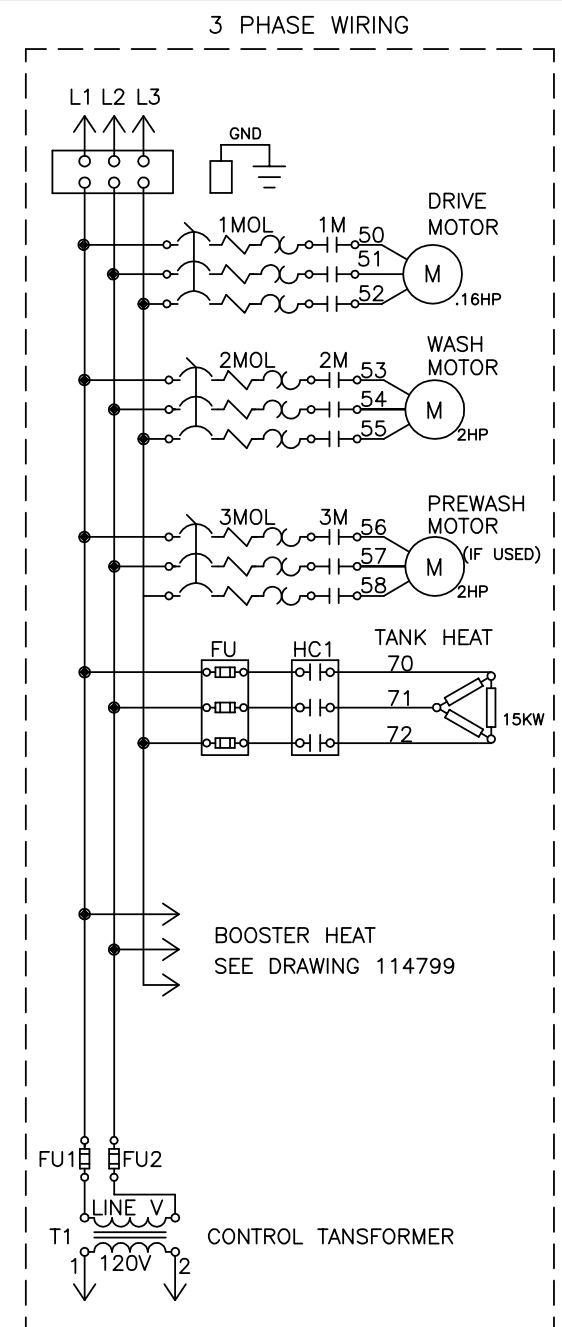 3 PHASE WIRING
L1 L2 L3
GND
DRIVE
MOTOR
1MOL 1M 50
51
52
M
.16HP
WASH
MOTOR
2MOL 2M 53
54
55
M
2HP
PREWASH
MOTOR
(IF USED)
3MOL 3M 56
57
58
M
2HP
TANK HEAT
FU HC1 70
71
72
15KW
BOOSTER HEAT
SEE DRAWING 114799
FU1 FU2
LINE V
T1 CONTROL TANSFORMER
1 120V 2